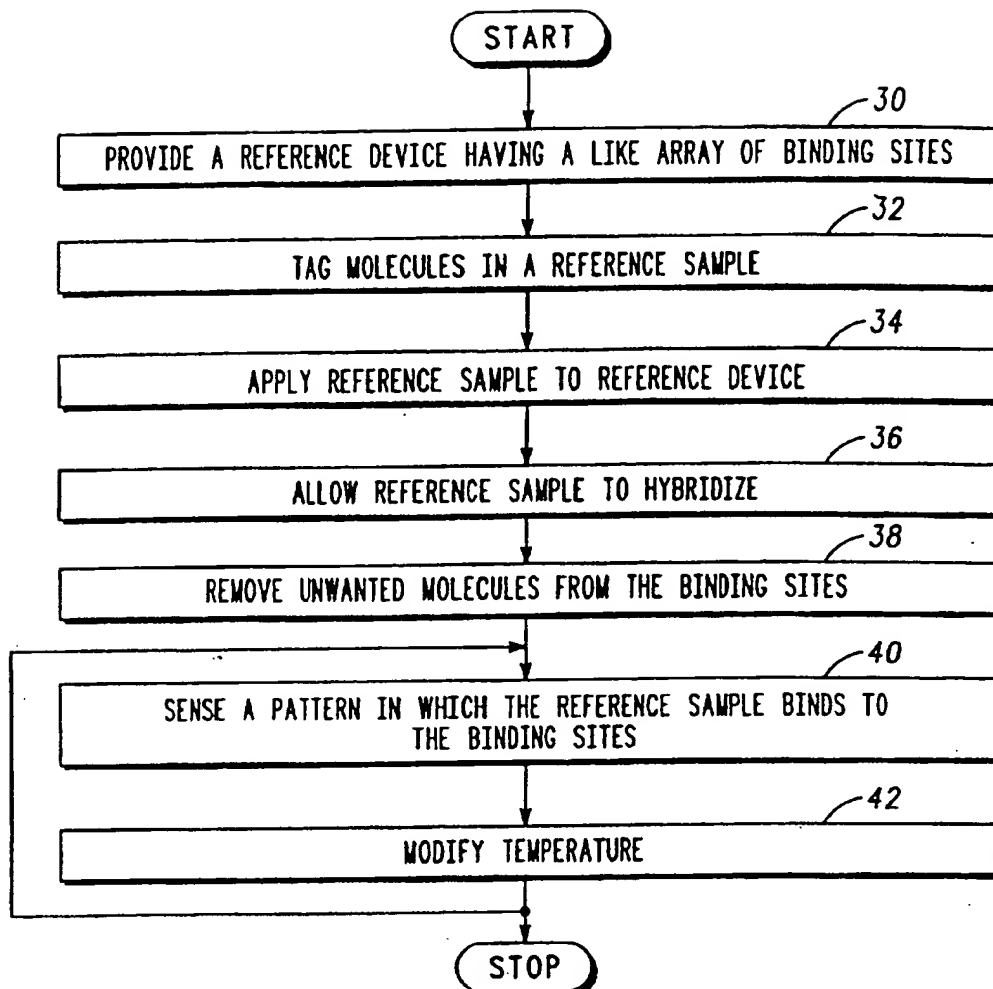 START
30
PROVIDE A REFERENCE DEVICE HAVING A LIKE ARRAY OF BINDING SITES
32
TAG MOLECULES IN A REFERENCE SAMPLE
34
APPLY REFERENCE SAMPLE TO REFERENCE DEVICE
36
ALLOW REFERENCE SAMPLE TO HYBRIDIZE
38
REMOVE UNWANTED MOLECULES FROM THE BINDING SITES
40
SENSE A PATTERN IN WHICH THE REFERENCE SAMPLE BINDS TO
THE BINDING SITES
42
MODIFY TEMPERATURE
STOP